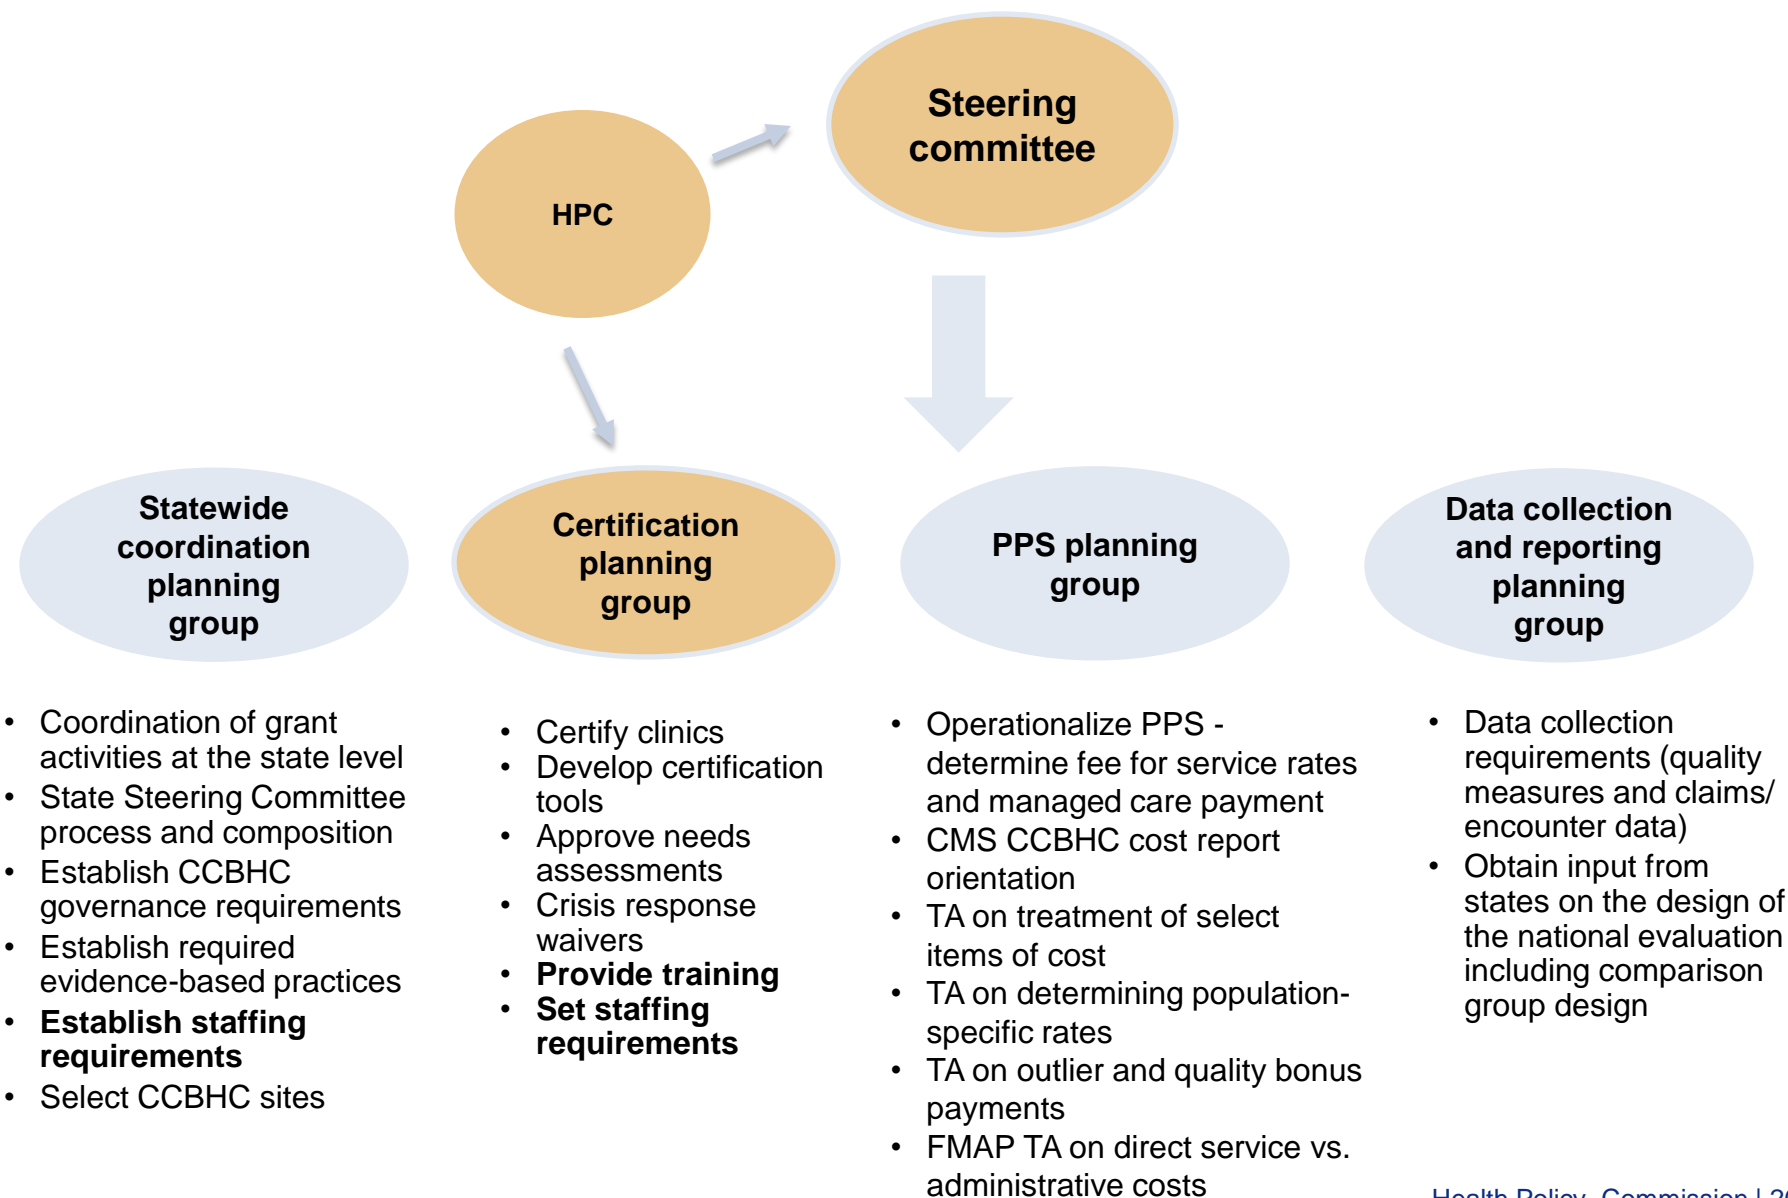 Steering
committee
HPC
Statewide
coordination
planning
group
Certification
planning
group
PPS planning
group
Data collection
and reporting
planning
group
• Coordination of grant
activities at the state level
• State Steering Committee
process and composition
• Establish CCBHC
governance requirements
• Establish required
evidence-based practices
• Establish staffing
requirements
• Select CCBHC sites
• Certify clinics
• Develop certification
tools
• Approve needs
assessments
• Crisis response
waivers
• Provide training
• Set staffing
requirements
• Operationalize PPS -
determine fee for service rates
and managed care payment
• CMS CCBHC cost report
orientation
• TA on treatment of select
items of cost
• TA on determining population-
specific rates
• TA on outlier and quality bonus
payments
• FMAP TA on direct service vs.
administrative costs
• Data collection
requirements (quality
measures and claims/
encounter data)
• Obtain input from
states on the design of
the national evaluation
including comparison
group design
Health Policy Commission |